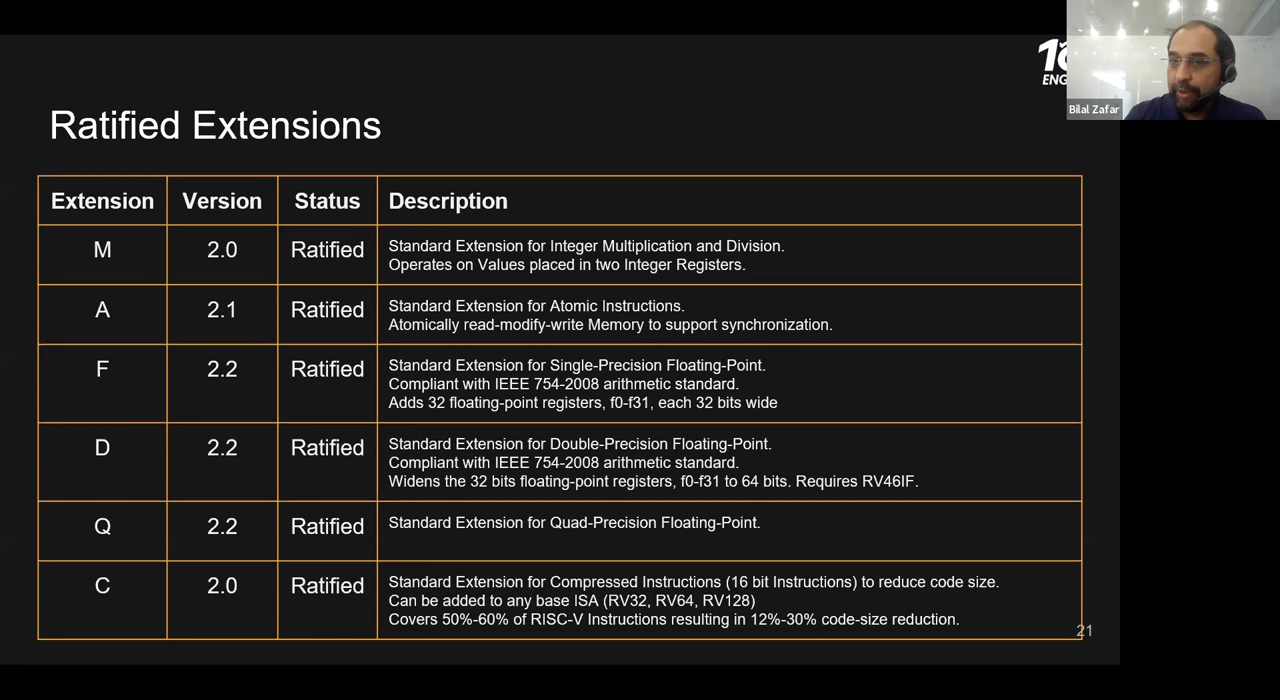 10
ENG
Bilal Zafar
Ratified Extensions
Extension Version Status Description
M 2.0 Ratified Standard Extension for Integer Multiplication and Division.
Operates on Values placed in two Integer Registers.
A 2.1 Ratified Standard Extension for Atomic Instructions.
Atomically read-modify-write Memory to support synchronization.
F 2.2 Ratified Standard Extension for Single-Precision Floating-Point.
Compliant with IEEE 754-2008 arithmetic standard.
Adds 32 floating-point registers, f0-f31, each 32 bits wide
D 2.2 Ratified Standard Extension for Double-Precision Floating-Point.
Compliant with IEEE 754-2008 arithmetic standard.
Widens the 32 bits floating-point registers, f0-f31 to 64 bits. Requires RV46IF.
Q 2.2 Ratified Standard Extension for Quad-Precision Floating-Point.
C 2.0 Ratified Standard Extension for Compressed Instructions (16 bit Instructions) to reduce code size.
Can be added to any base ISA (RV32, RV64, RV128)
Covers 50%-60% of RISC-V Instructions resulting in 12%-30% code-size reduction.
21